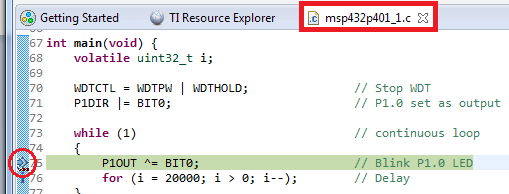 Getting Started TI Resource Explorer msp432p401_1.c
67 int main(void) {
68 volatile uint32_t i;
69
70 WDTCTL = WDTPW | WDTHOLD; // Stop WDT
71 P1DIR |= BIT0; // P1.0 set as output
72
73 while (1) // continuous loop
74 {
75 P1OUT ^= BIT0; // Blink P1.0 LED
76 for (i = 20000; i > 0; i--); // Delay